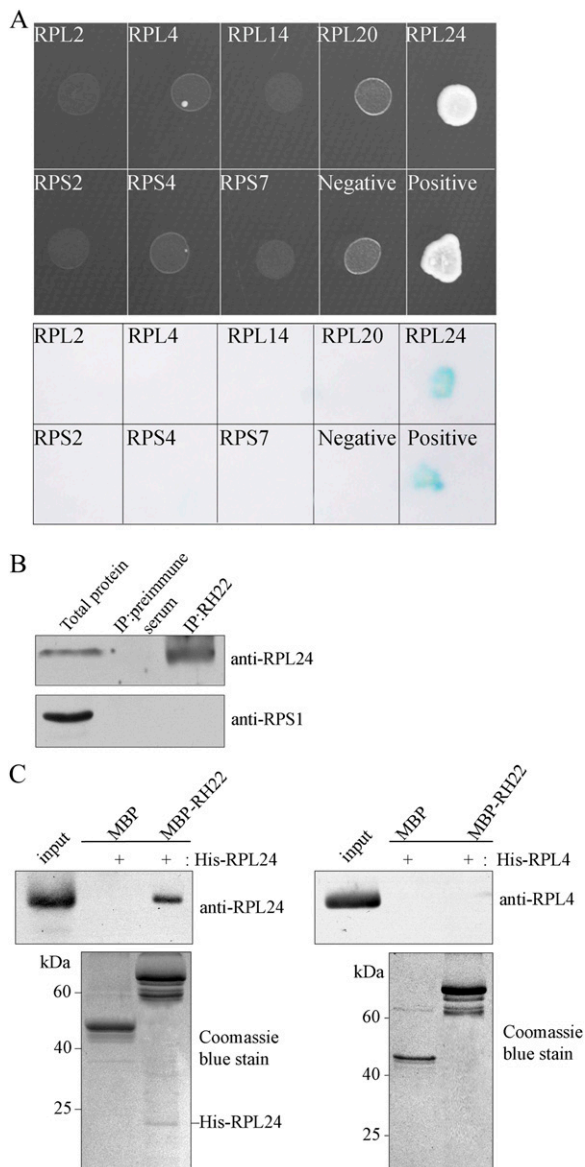 A
RPL2 RPL4 RPL14 RPL20 RPL24
RPS2 RPS4 RPS7 Negative Positive
RPL2 RPL4 RPL14 RPL20 RPL24
RPS2 RPS4 RPS7 Negative Positive
B
Total protein
IP:preimmune
serum
IP:RH22
anti-RPL24
anti-RPS1
C
input MBP MBP-RH22
+ + : His-RPL24
anti-RPL24
kDa
60
40
25
Coomassie
blue stain
His-RPL24
input MBP MBP-RH22
+ + : His-RPL4
anti-RPL4
kDa
60
40
25
Coomassie
blue stain